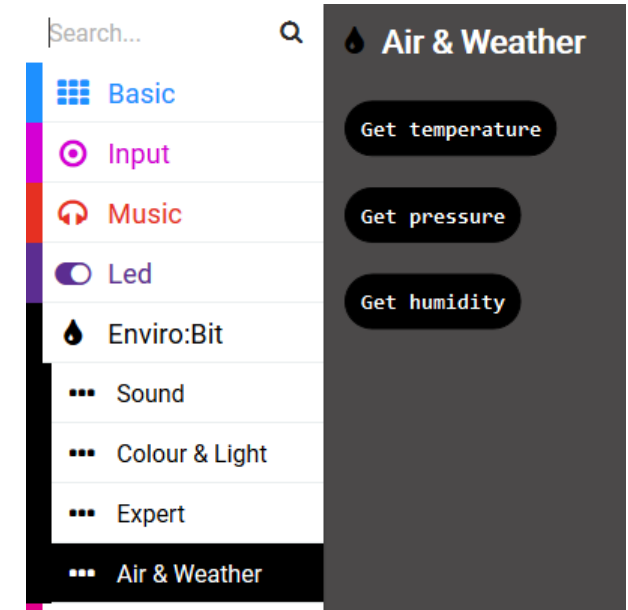 Search...
Basic
Input
Music
Led
Enviro:Bit
Sound
Colour & Light
Expert
Air & Weather
Air & Weather
Get temperature
Get pressure
Get humidity